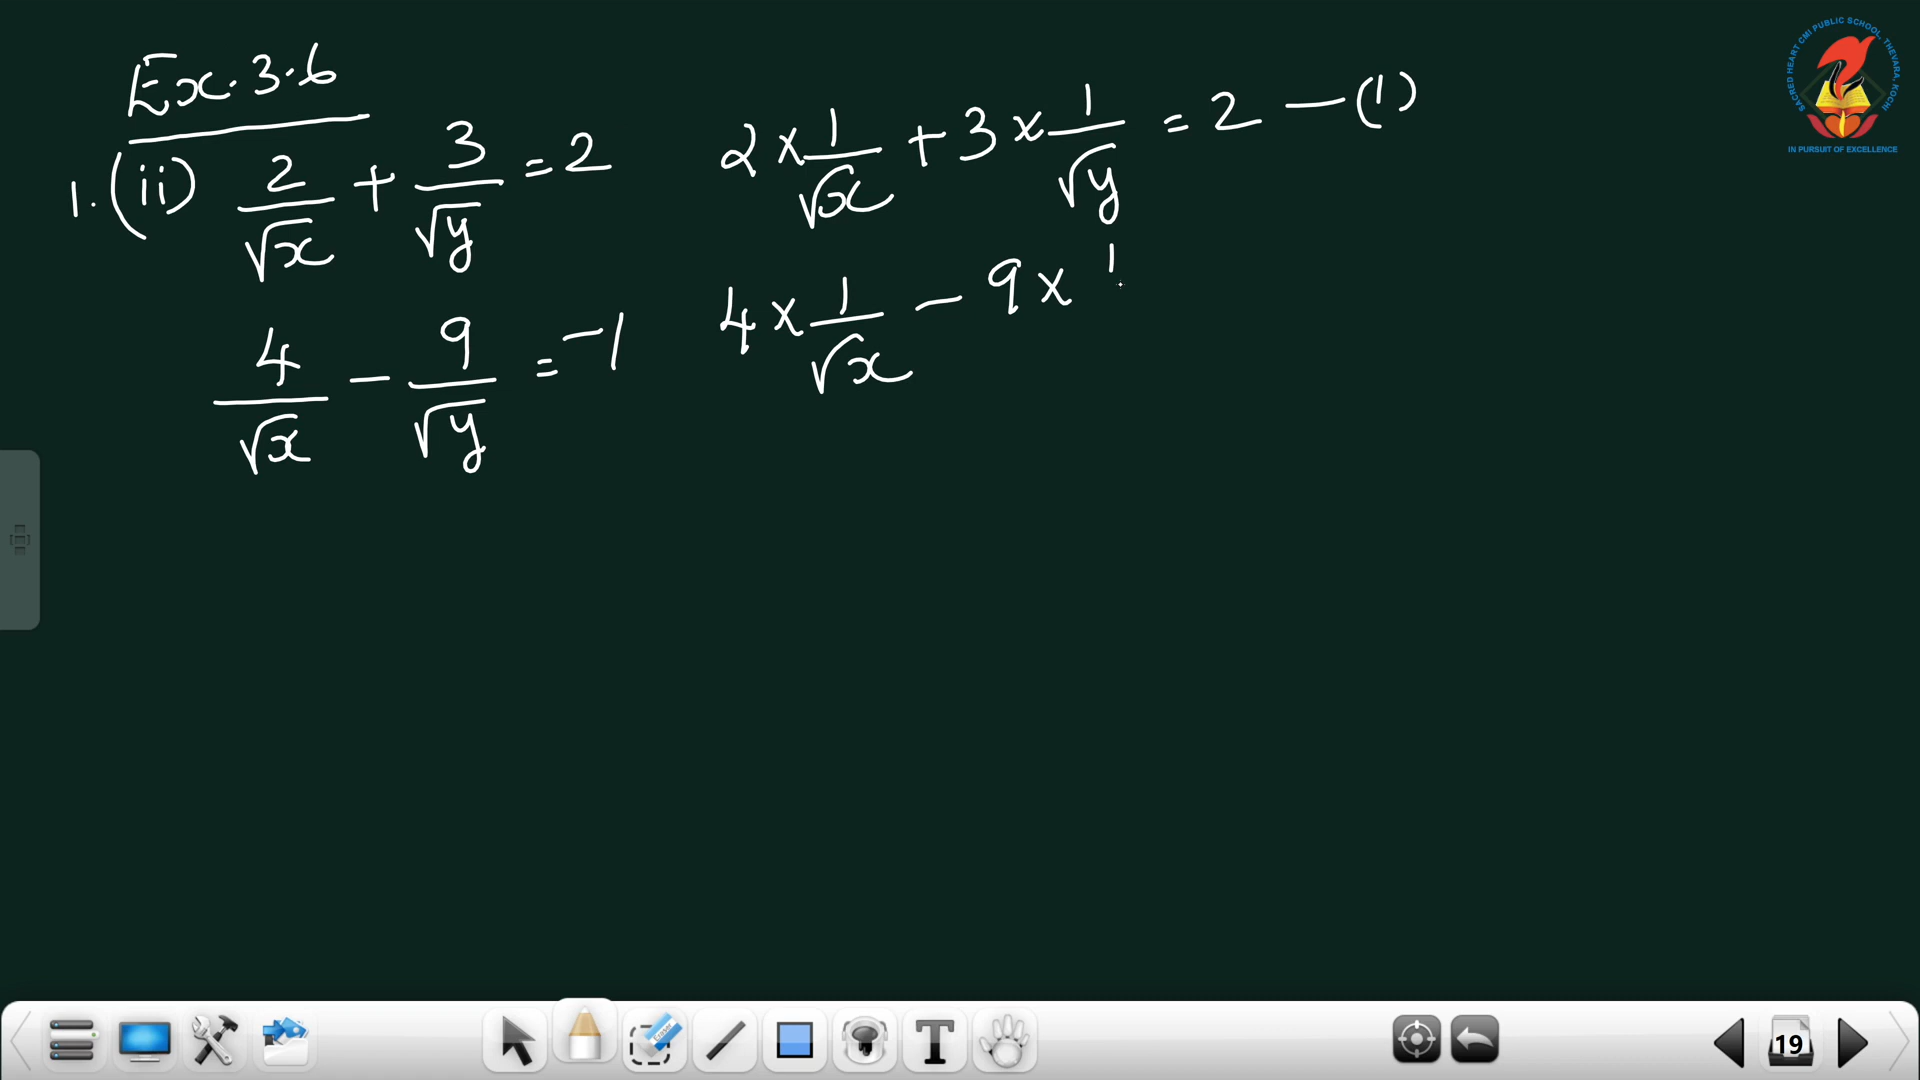 Ex. 3.6
1. (ii) 2/√x + 3/√y = 2
2 × 1/√x + 3 × 1/√y = 2 — (1)
4/√x − 9/√y = −1
4 × 1/√x − 9 × 1
SACRED HEART CMI PUBLIC SCHOOL, THEVARA, KOCHI
IN PURSUIT OF EXCELLENCE
eraser
T
19